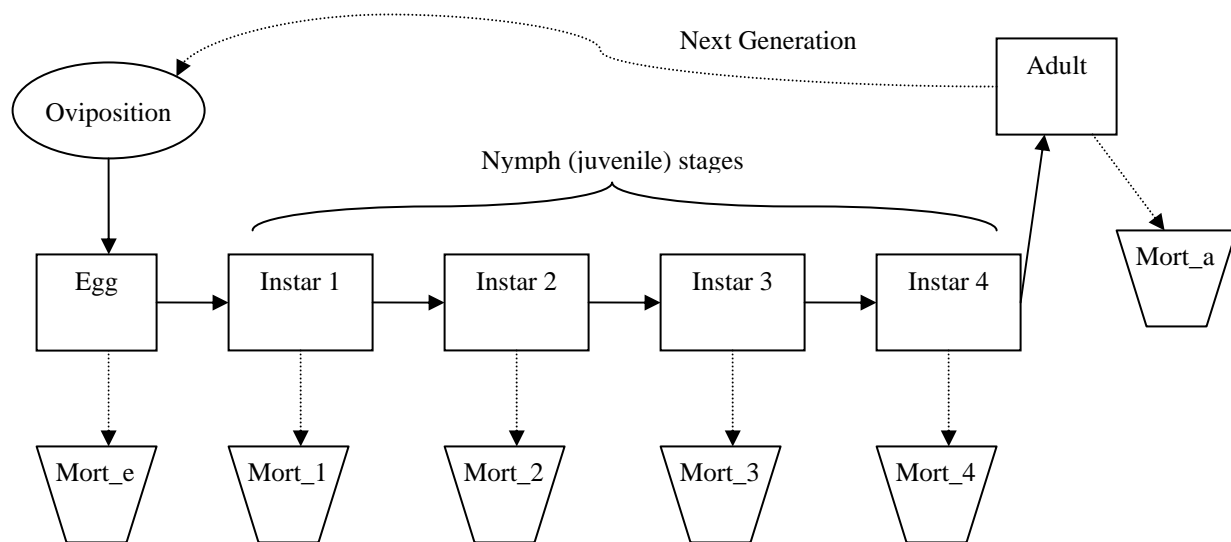 Next Generation
Adult
Oviposition
Nymph (juvenile) stages
Mort_a
Egg
Instar 1
Instar 2
Instar 3
Instar 4
Mort_e
Mort_1
Mort_2
Mort_3
Mort_4